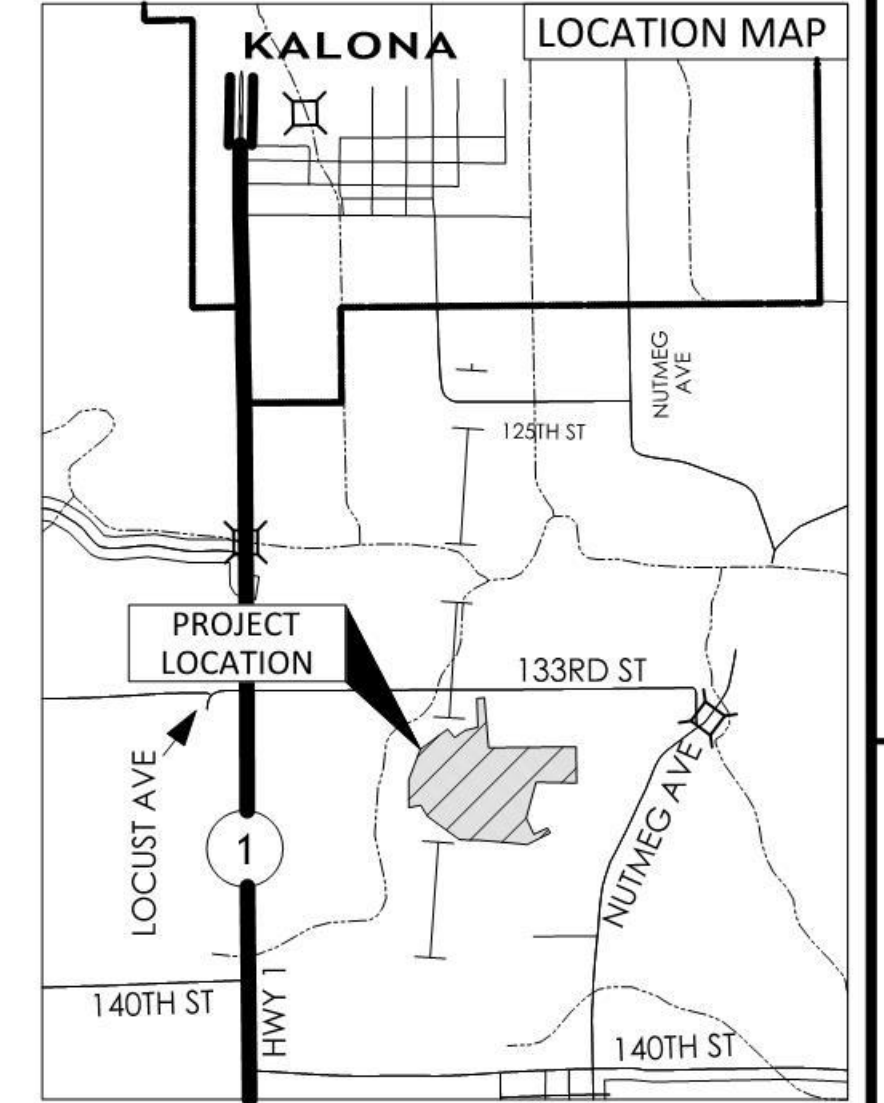 LOCATION MAP
KALONA
NUTMEG
AVE
125TH ST
PROJECT
LOCATION
133RD ST
LOCUST AVE
1
NUTMEG AVE
140TH ST
HWY 1
140TH ST